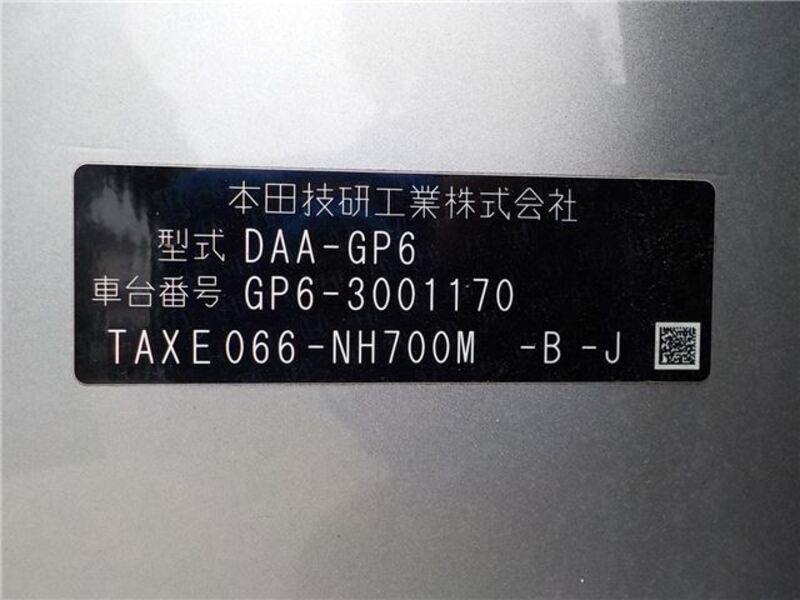 本田技研工業株式会社
型式 DAA-GP6
車台番号 GP6-3001170
TAXE066-NH700M -B -J